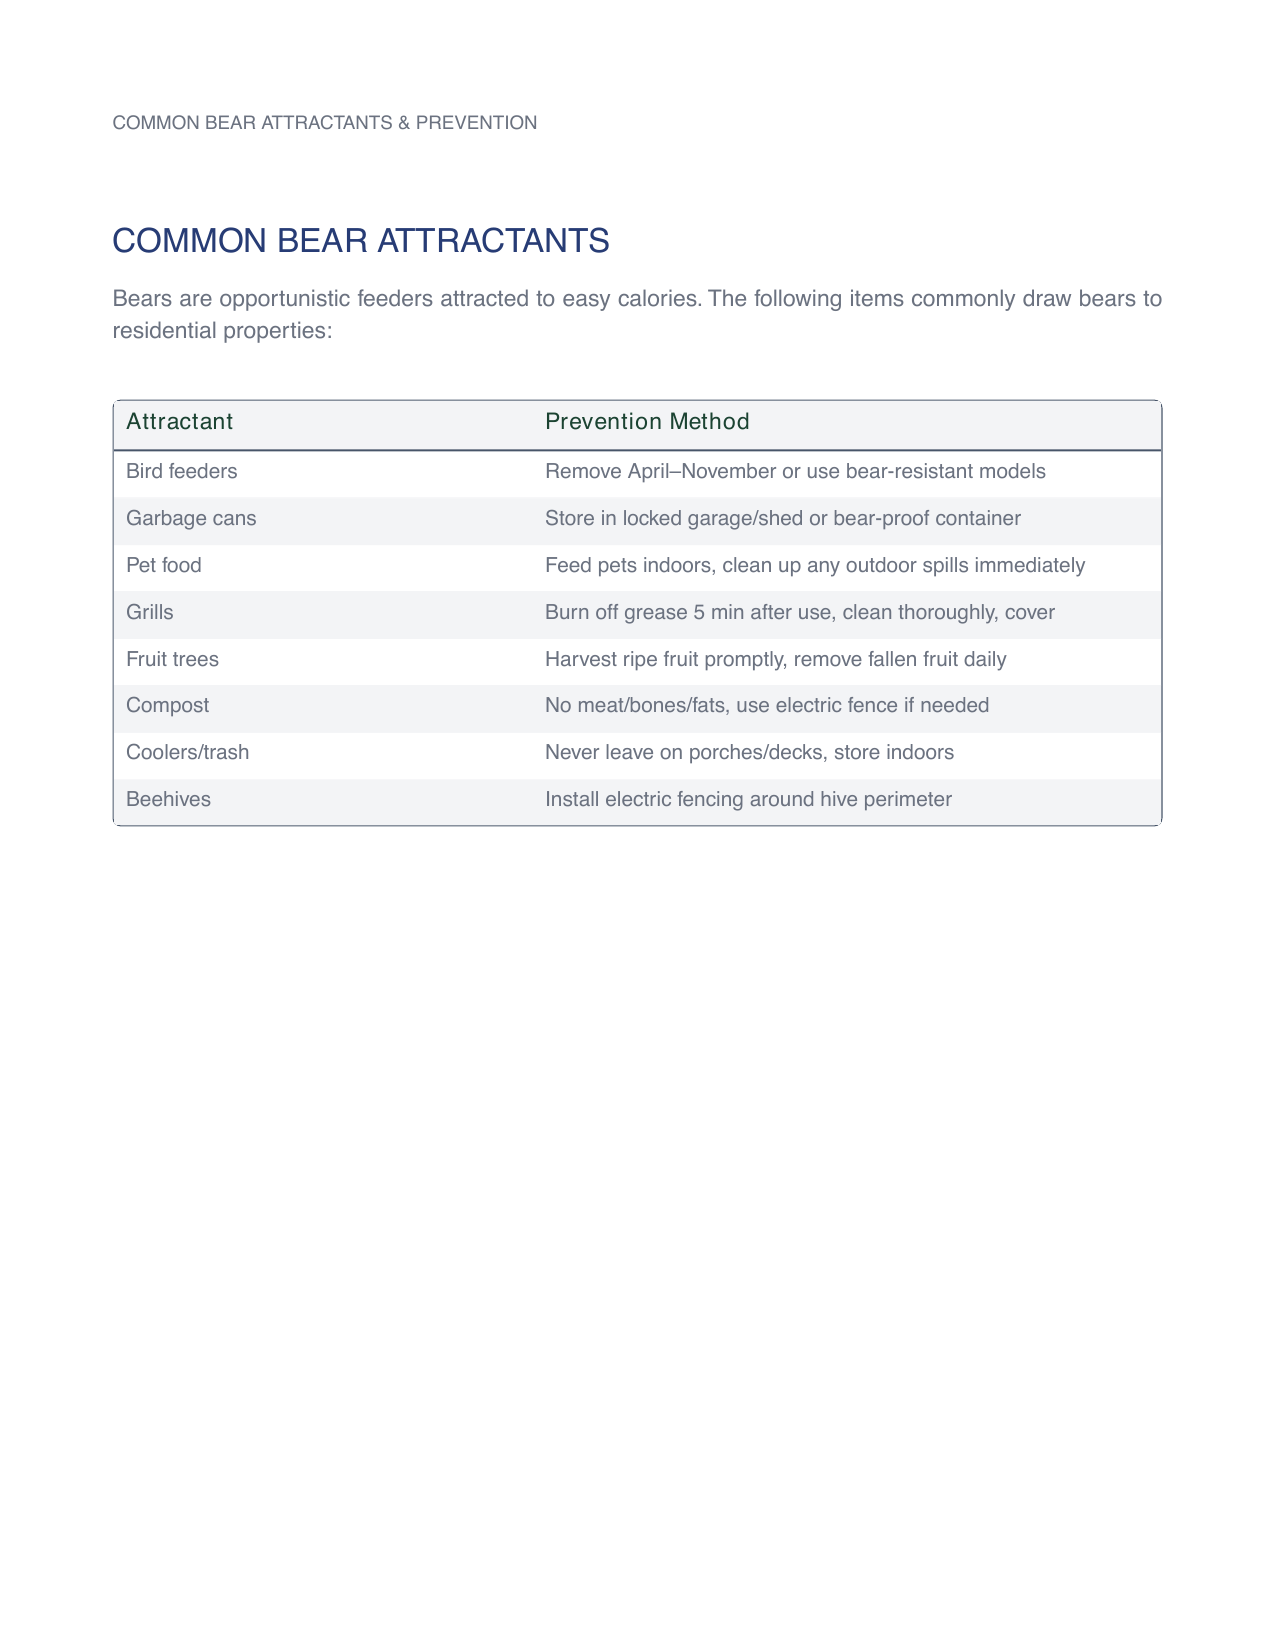 COMMON BEAR ATTRACTANTS & PREVENTION
COMMON BEAR ATTRACTANTS
Bears are opportunistic feeders attracted to easy calories. The following items commonly draw bears to
residential properties:
Attractant Prevention Method
Bird feeders Remove April–November or use bear-resistant models
Garbage cans Store in locked garage/shed or bear-proof container
Pet food Feed pets indoors, clean up any outdoor spills immediately
Grills Burn off grease 5 min after use, clean thoroughly, cover
Fruit trees Harvest ripe fruit promptly, remove fallen fruit daily
Compost No meat/bones/fats, use electric fence if needed
Coolers/trash Never leave on porches/decks, store indoors
Beehives Install electric fencing around hive perimeter